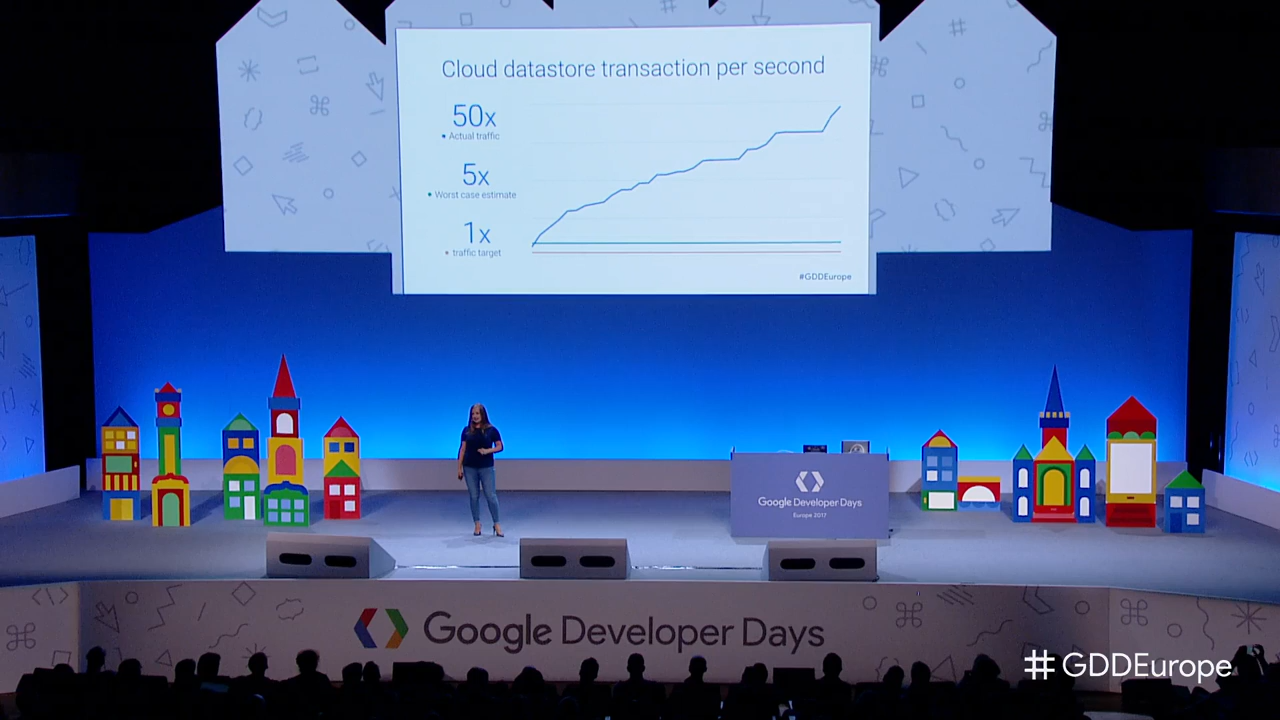 Cloud datastore transaction per second
50x
Actual traffic
5x
Worst case estimate
1x
traffic target
#GDDEurope
Google Developer Days
Europe 2017
Google Developer Days
#GDDEurope